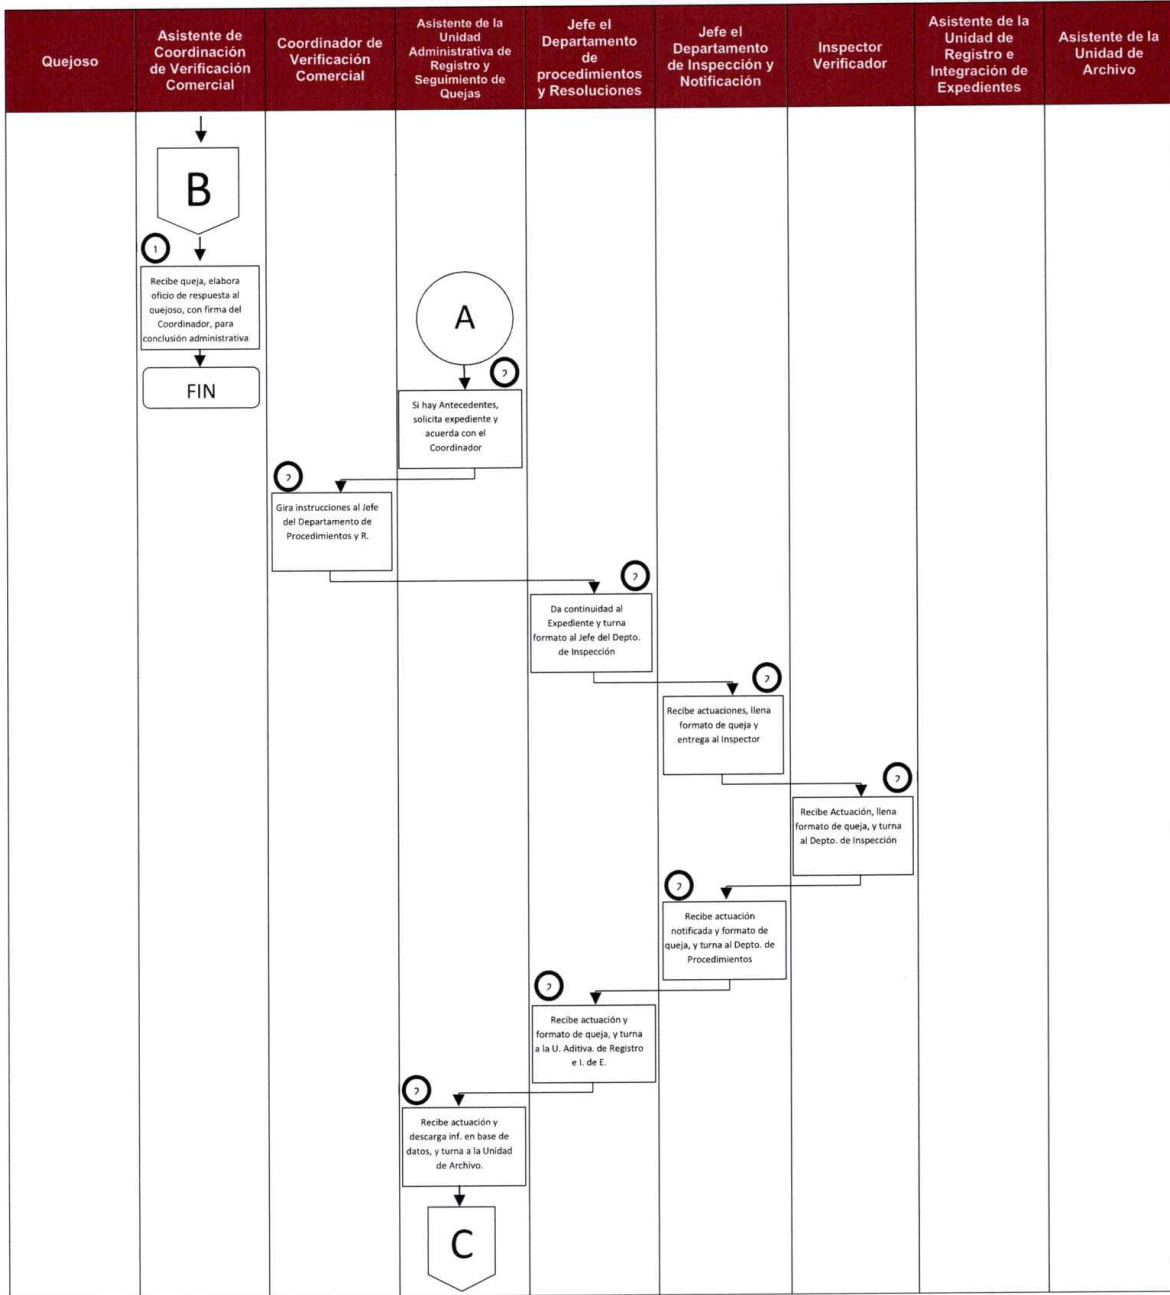 Quejoso
Asistente de
Coordinación
de Verificación
Comercial
Coordinador de
Verificación
Comercial
Asistente de la
Unidad
Administrativa de
Registro y
Seguimiento de
Quejas
Jefe el
Departamento
de
procedimientos
y Resoluciones
Jefe el
Departamento
de Inspección y
Notificación
Inspector
Verificador
Asistente de la
Unidad de
Registro e
Integración de
Expedientes
Asistente de la
Unidad de
Archivo
B
1
Recibe queja, elabora
oficio de respuesta al
quejoso, con firma del
Coordinador, para
conclusión administrativa
FIN
A
Si hay Antecedentes,
solicita expediente y
acuerda con el
Coordinador
Gira instrucciones al Jefe
del Departamento de
Procedimientos y R.
Da continuidad al
Expediente y turna
formato al Jefe del Depto.
de Inspección
Recibe actuaciones, llena
formato de queja y
entrega al Inspector
Recibe Actuación, llena
formato de queja, y turna
al Depto. de Inspección
Recibe actuación
notificada y formato de
queja, y turna al Depto. de
Procedimientos
Recibe actuación y
formato de queja, y turna
a la U. Aditiva. de Registro
e I. de E.
Recibe actuación y
descarga inf. en base de
datos, y turna a la Unidad
de Archivo.
C